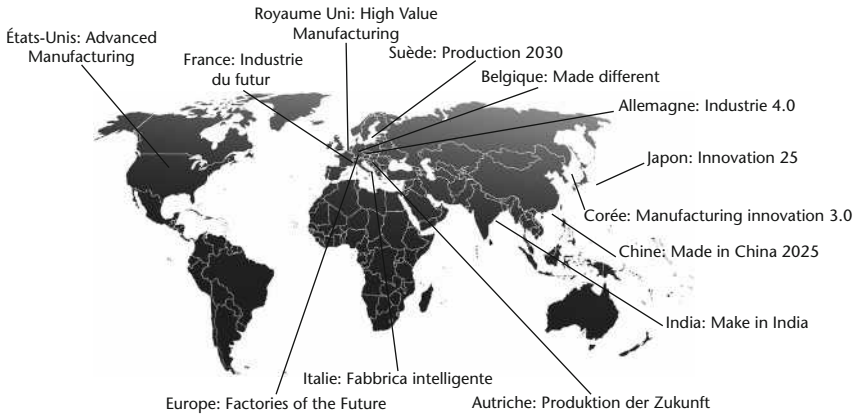 Royaume Uni: High Value
Manufacturing
États-Unis: Advanced
Manufacturing
France: Industrie
du futur
Suède: Production 2030
Belgique: Made different
Allemagne: Industrie 4.0
Japon: Innovation 25
Corée: Manufacturing innovation 3.0
Chine: Made in China 2025
India: Make in India
Italie: Fabbrica intelligente
Europe: Factories of the Future
Autriche: Produktion der Zukunft